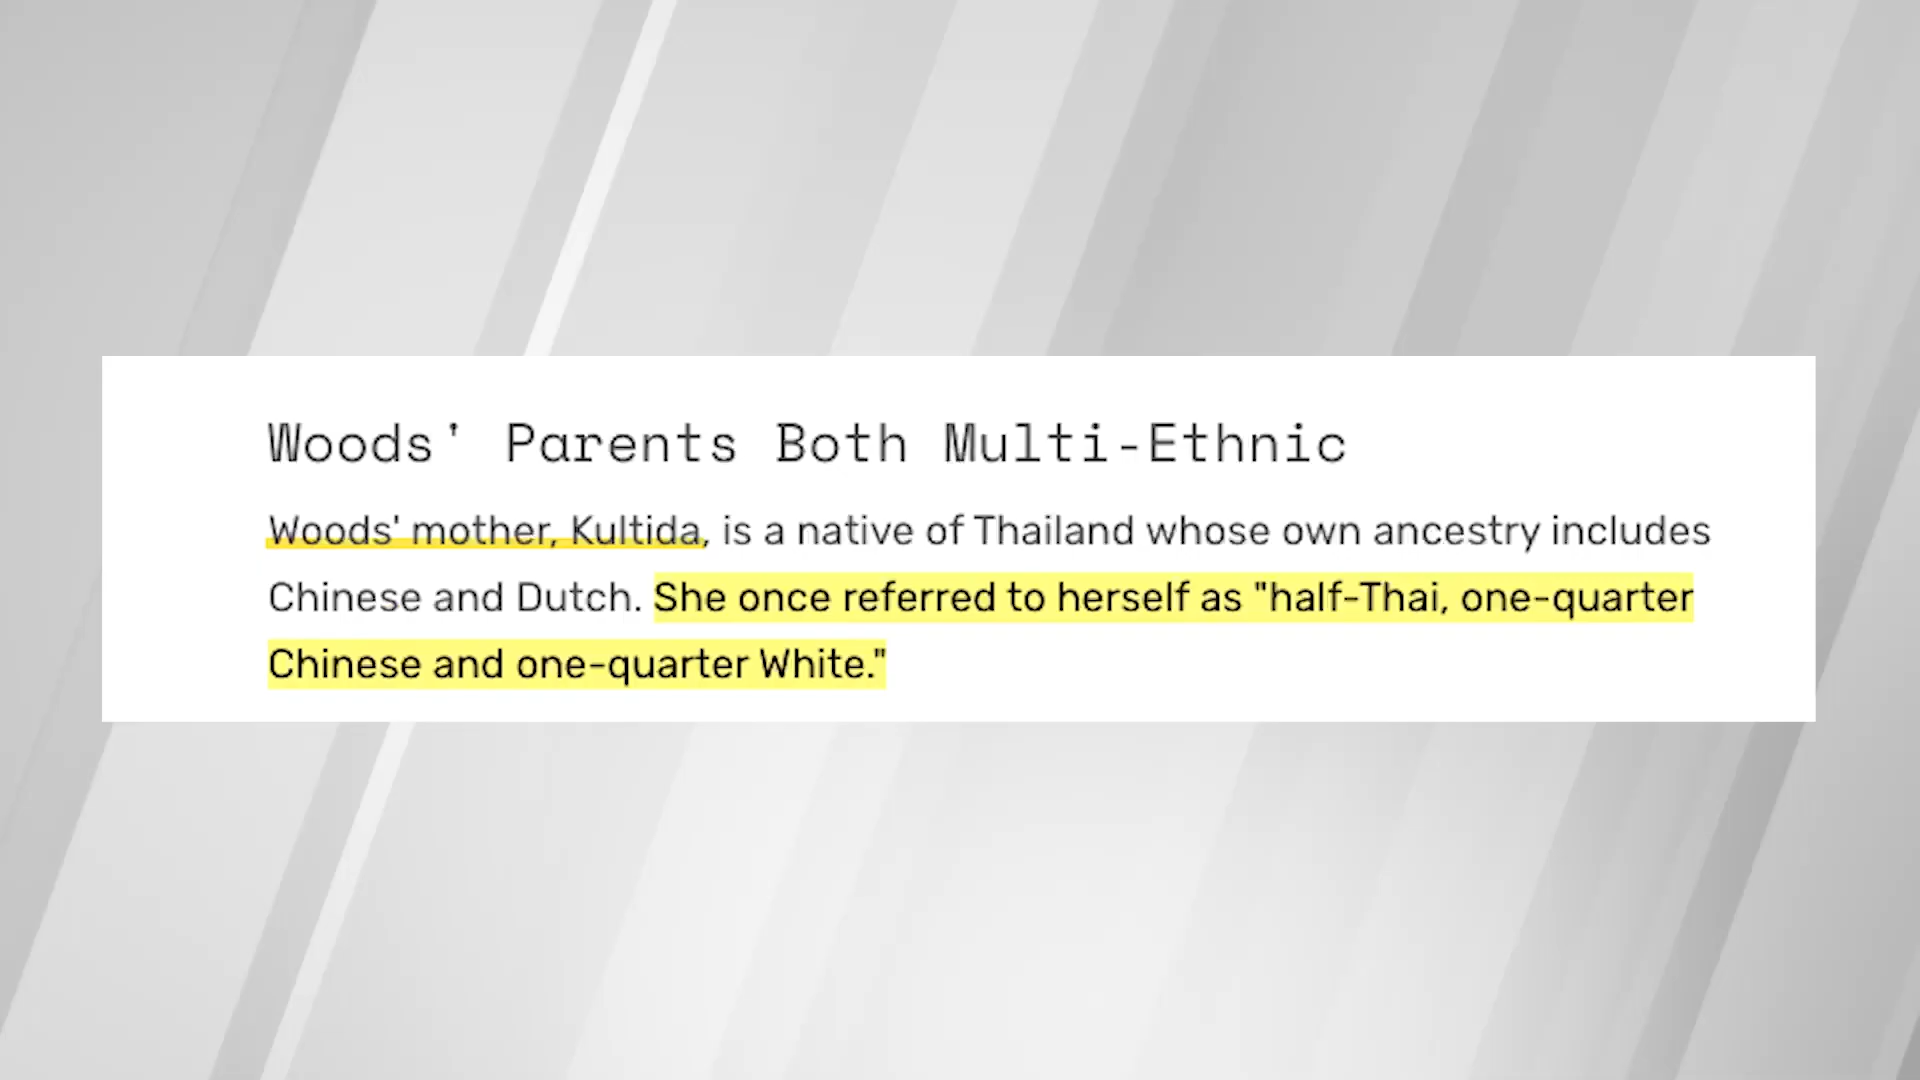 Woods' Parents Both Multi-Ethnic
Woods' mother, Kultida, is a native of Thailand whose own ancestry includes
Chinese and Dutch. She once referred to herself as "half-Thai, one-quarter
Chinese and one-quarter White."